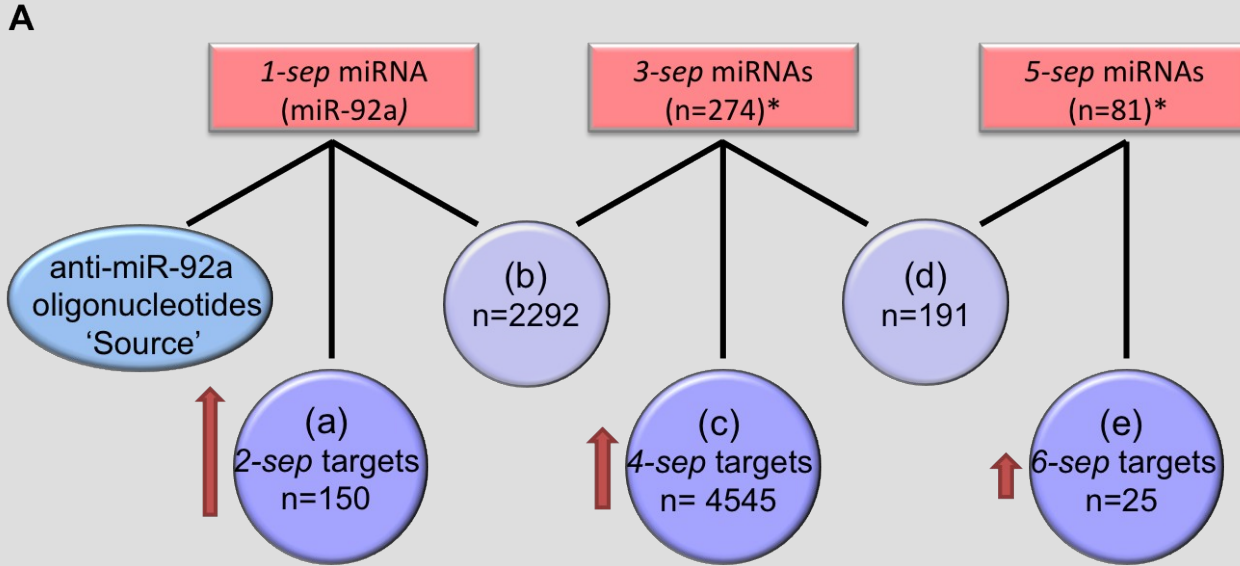 A
1-sep miRNA
(miR-92a)
3-sep miRNAs
(n=274)*
5-sep miRNAs
(n=81)*
anti-miR-92a
oligonucleotides
‘Source’
(b)
n=2292
(d)
n=191
(a)
2-sep targets
n=150
(c)
4-sep targets
n= 4545
(e)
6-sep targets
n=25